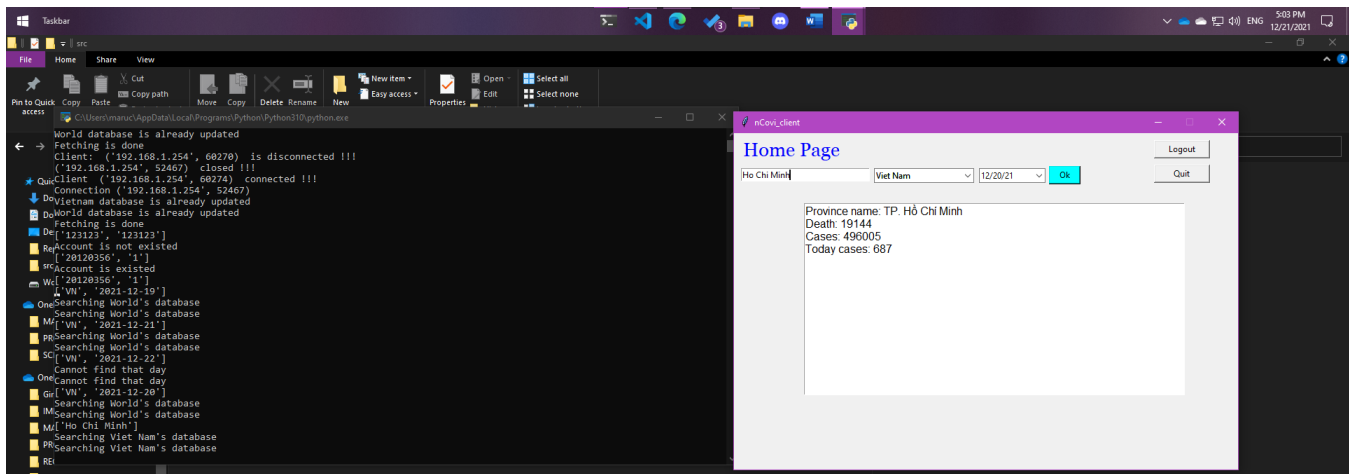 Taskbar
3
ENG
5:03 PM
12/21/2021
src
File Home Share View
Pin to Quick access
Copy
Paste
Cut
Copy path
Move
Copy
Delete
Rename
New
New item
Easy access
Properties
Open
Edit
Select all
Select none
C:\Users\maruc\AppData\Local\Programs\Python\Python310\python.exe
World database is already updated
Fetching is done
Client: ('192.168.1.254', 60270) is disconnected !!!
('192.168.1.254', 52467) closed !!!
Client ('192.168.1.254', 60274) connected !!!
Connection ('192.168.1.254', 52467)
Vietnam database is already updated
World database is already updated
Fetching is done
['123123', '123123']
Account is not existed
['20120356', '1']
Account is existed
['20120356', '1']
['VN', '2021-12-19']
Searching World's database
Searching World's database
['VN', '2021-12-21']
Searching World's database
Searching World's database
['VN', '2021-12-22']
Cannot find that day
Cannot find that day
['VN', '2021-12-20']
Searching World's database
Searching World's database
['Ho Chi Minh']
Searching Viet Nam's database
Searching Viet Nam's database
nCovi_client
Home Page
Logout
Ho Chi Minh
Viet Nam
12/20/21
Ok
Quit
Province name: TP. Hồ Chí Minh
Death: 19144
Cases: 496005
Today cases: 687